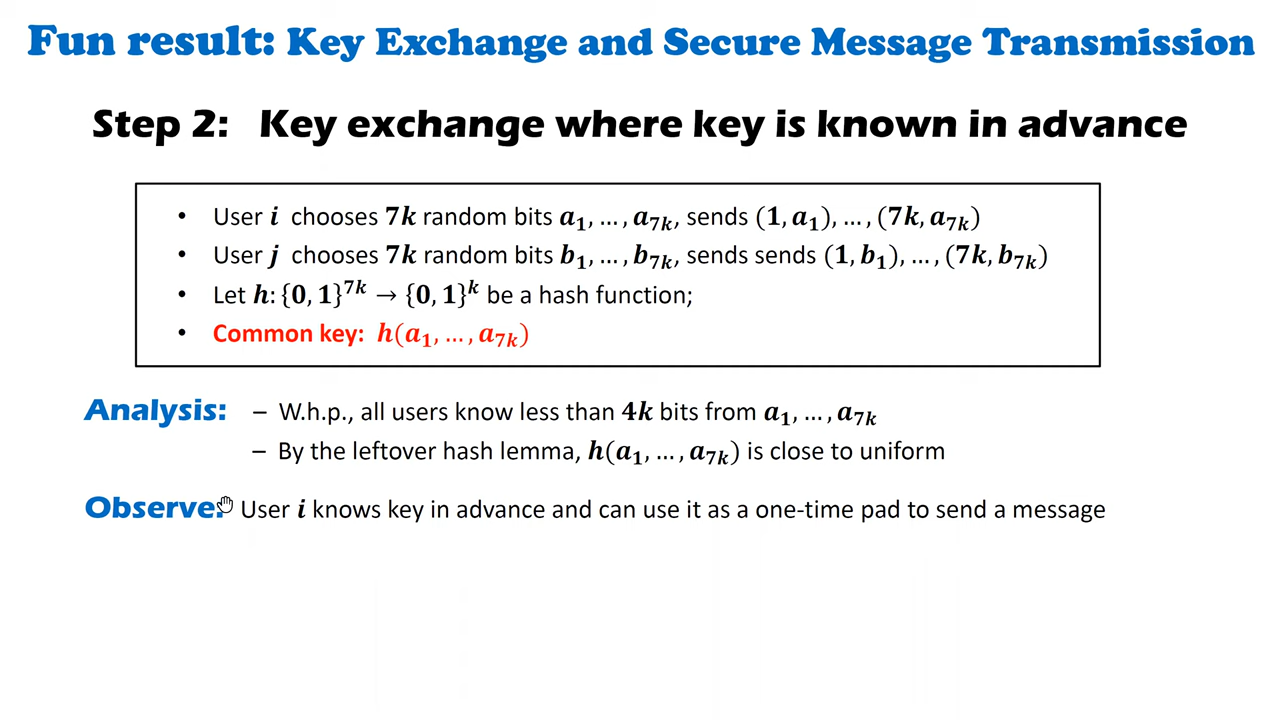 Fun result: Key Exchange and Secure Message Transmission
Step 2: Key exchange where key is known in advance
• User i chooses 7k random bits a₁, … , a₇ₖ, sends (1, a₁), … , (7k, a₇ₖ)
• User j chooses 7k random bits b₁, … , b₇ₖ, sends sends (1, b₁), … , (7k, b₇ₖ)
• Let h: {0, 1}⁷ᵏ → {0, 1}ᵏ be a hash function;
• Common key: h(a₁, … , a₇ₖ)
Analysis: – W.h.p., all users know less than 4k bits from a₁, … , a₇ₖ
– By the leftover hash lemma, h(a₁, … , a₇ₖ) is close to uniform
Observe: User i knows key in advance and can use it as a one-time pad to send a message